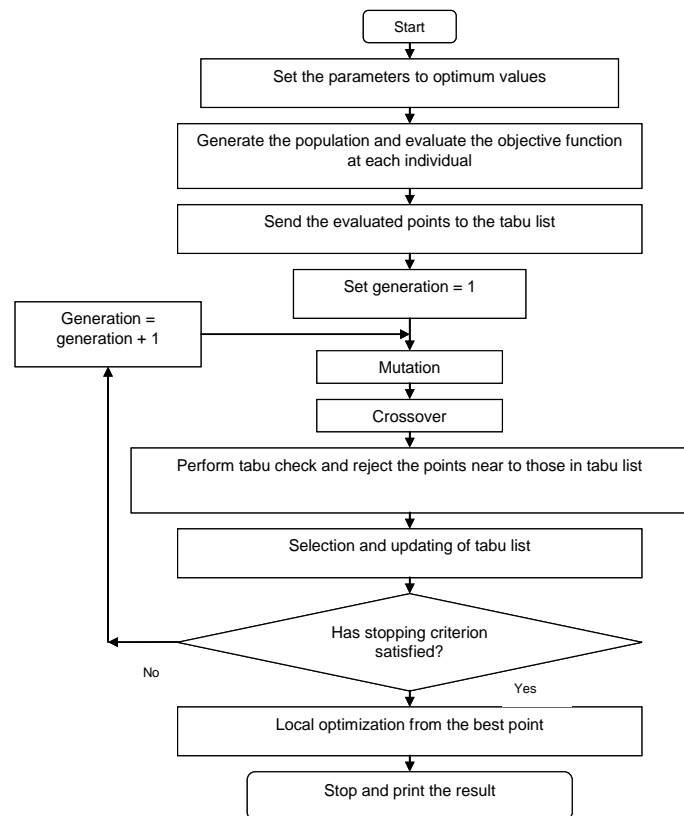 Start
Set the parameters to optimum values
Generate the population and evaluate the objective function
at each individual
Send the evaluated points to the tabu list
Set generation = 1
Generation =
generation + 1
Mutation
Crossover
Perform tabu check and reject the points near to those in tabu list
Selection and updating of tabu list
Has stopping criterion
satisfied?
No
Yes
Local optimization from the best point
Stop and print the result